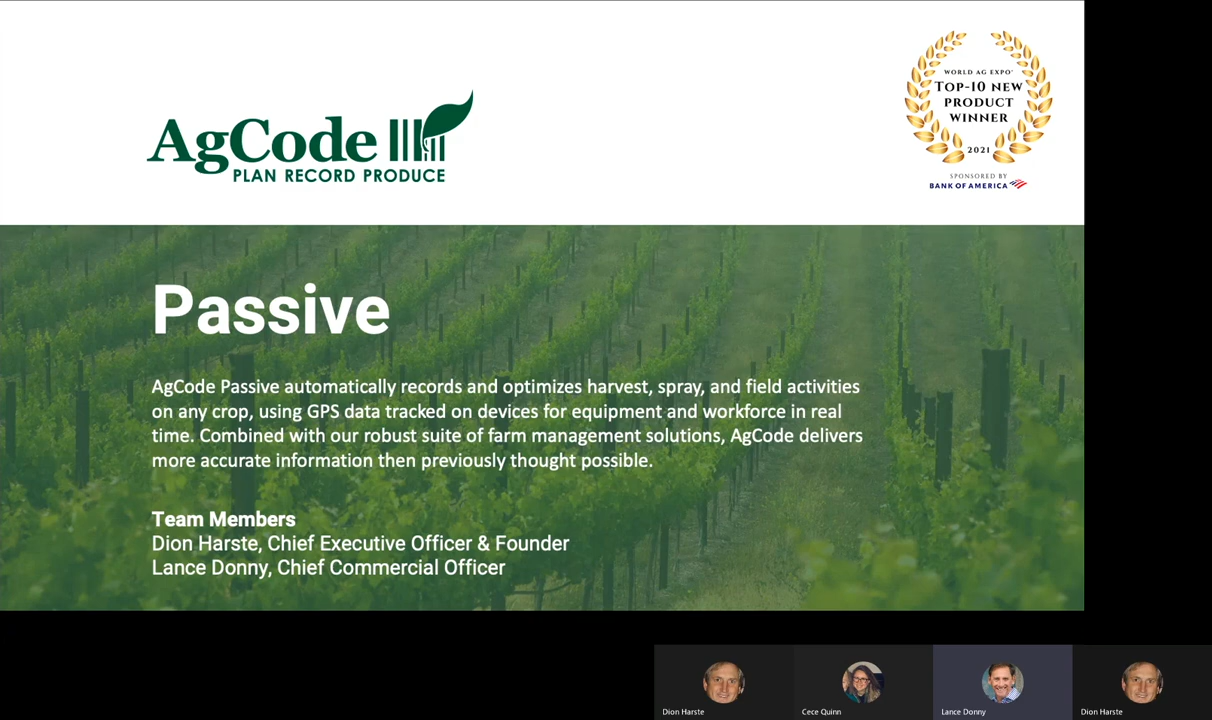 AgCode
PLAN RECORD PRODUCE
WORLD AG EXPO®
TOP-10 NEW
PRODUCT
WINNER
2021
SPONSORED BY
BANK OF AMERICA
Passive
AgCode Passive automatically records and optimizes harvest, spray, and field activities
on any crop, using GPS data tracked on devices for equipment and workforce in real
time. Combined with our robust suite of farm management solutions, AgCode delivers
more accurate information then previously thought possible.
Team Members
Dion Harste, Chief Executive Officer & Founder
Lance Donny, Chief Commercial Officer
Dion Harste
Cece Quinn
Lance Donny
Dion Harste